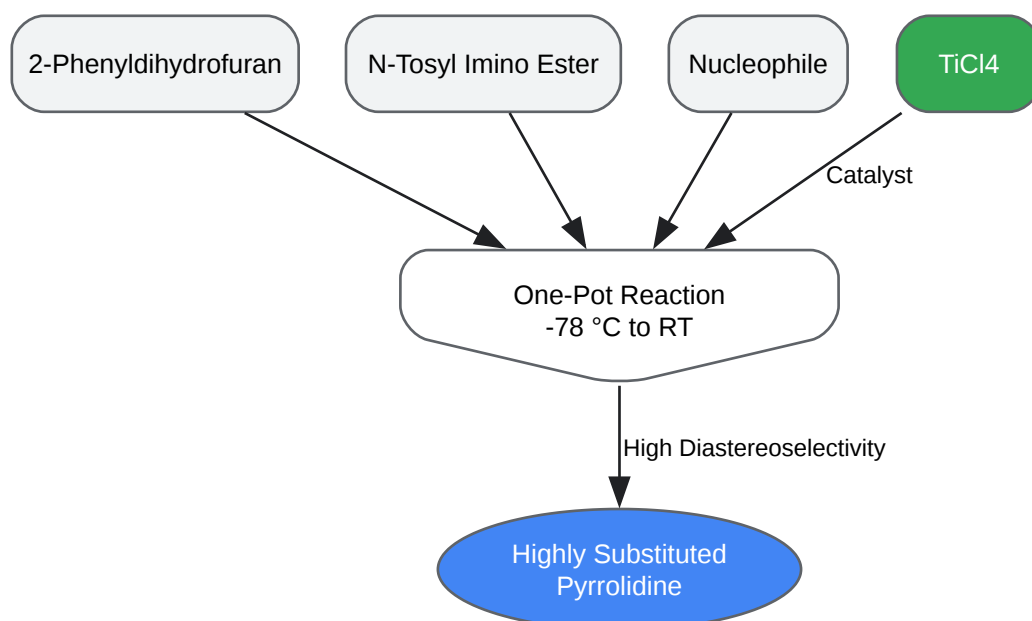 2-Phenyldihydrofuran
N-Tosyl Imino Ester
Nucleophile
TiCl4
Catalyst
One-Pot Reaction
-78 °C to RT
High Diastereoselectivity
Highly Substituted
Pyrrolidine